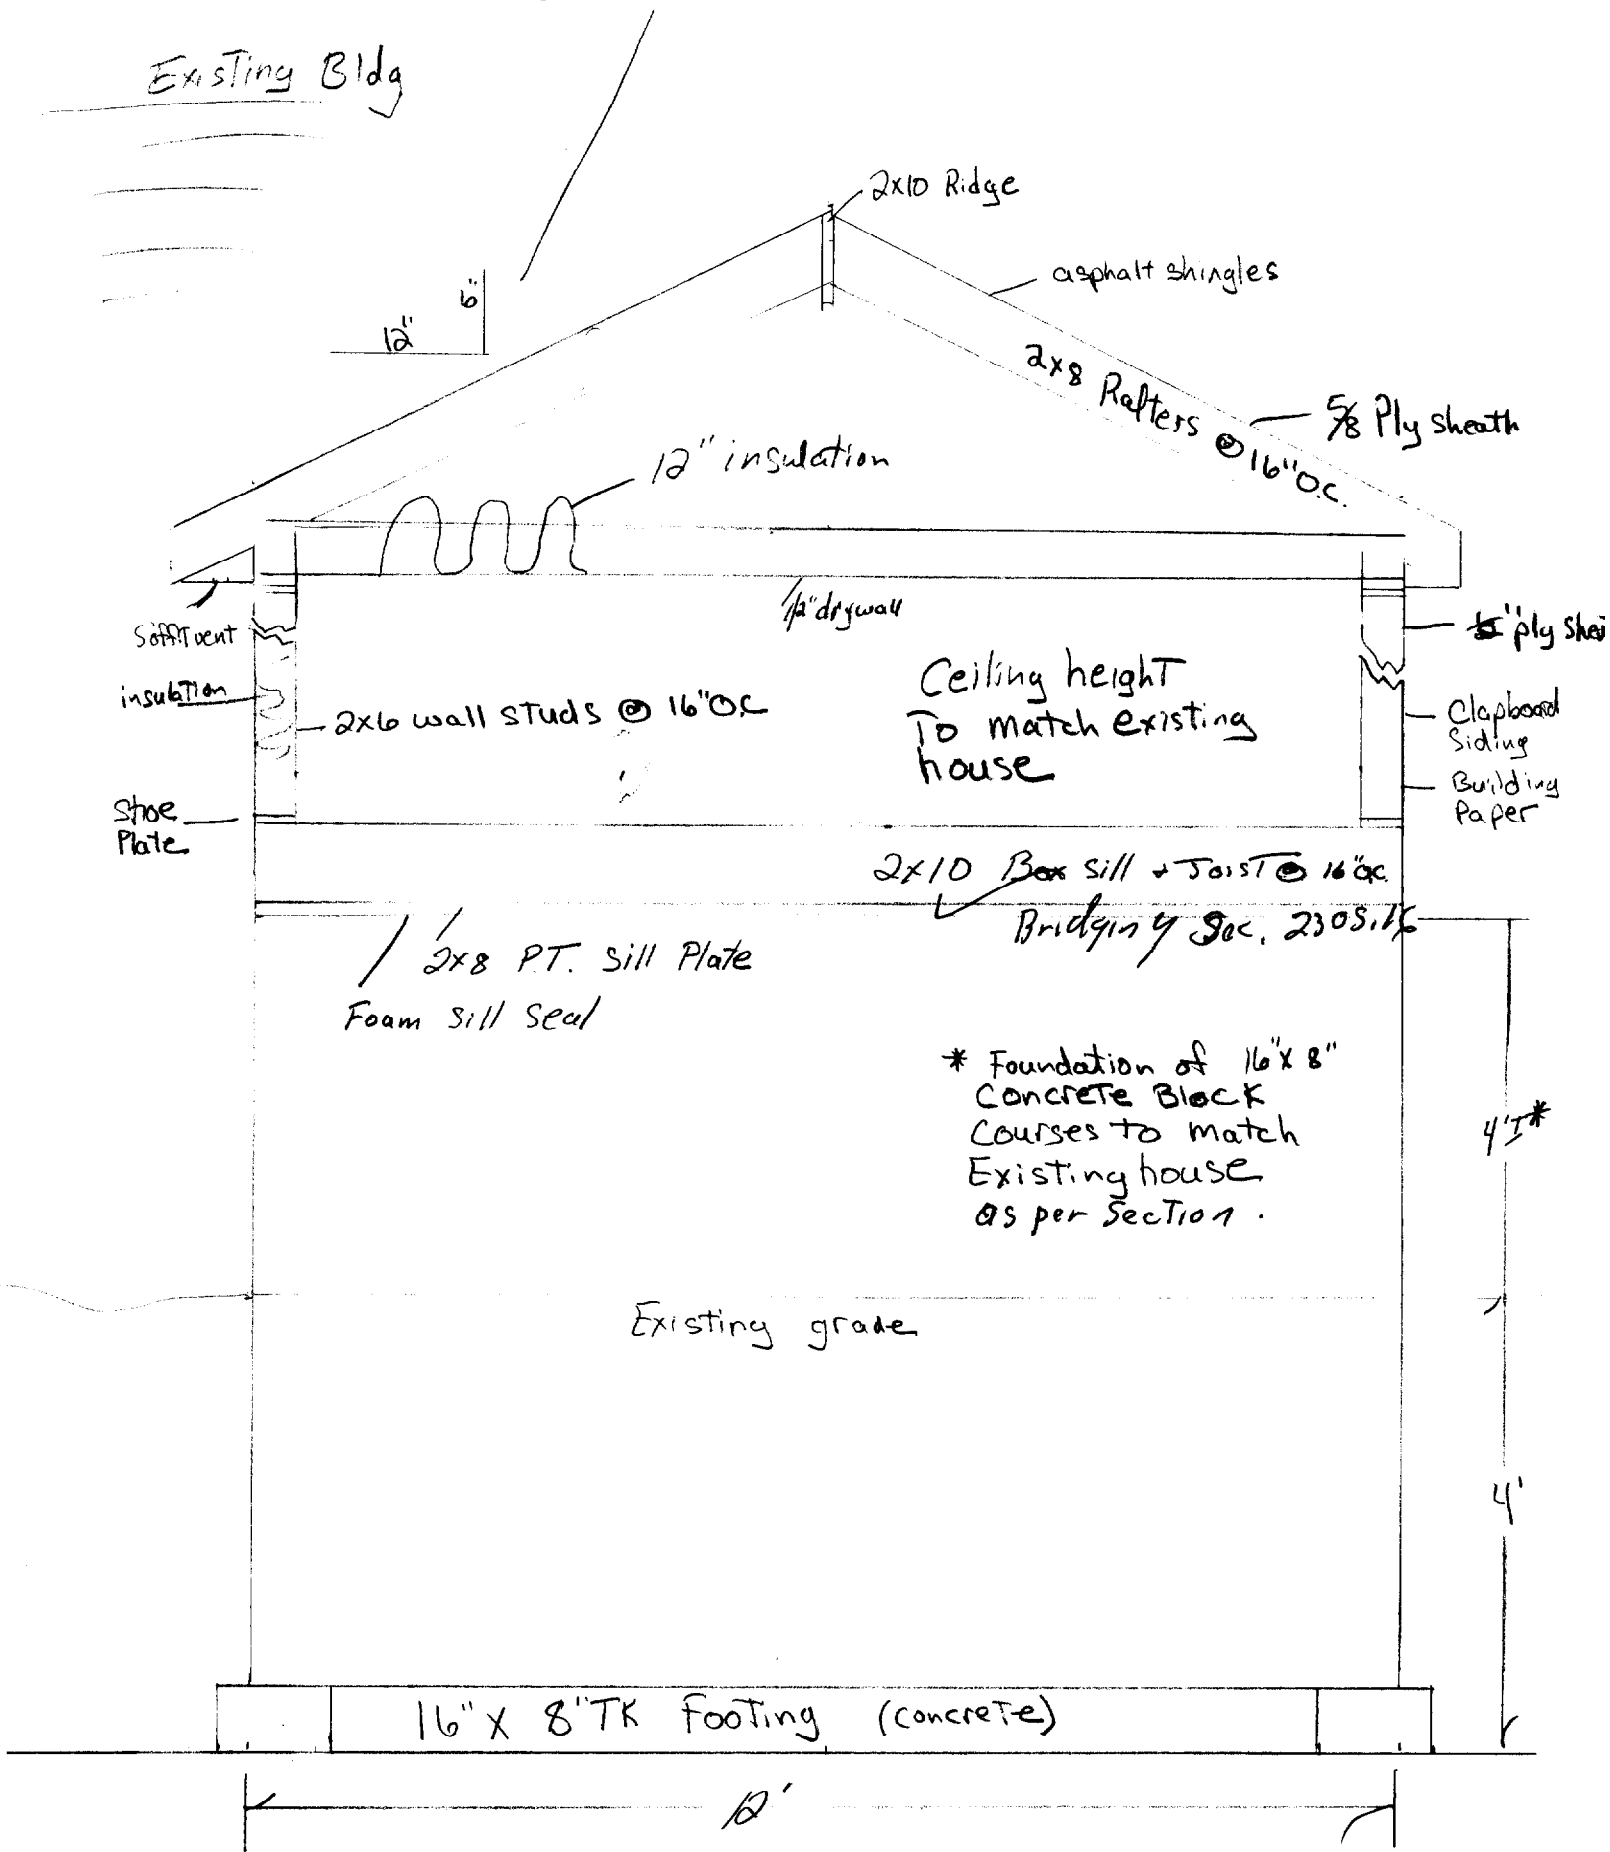 Existing Bldg
2x10 Ridge
asphalt shingles
6"
12"
2x8 Rafters @ 16" O.C.
5/8 Ply sheath
12" insulation
1/2" drywall
Soffit vent
ply
insulation
2x6 wall studs @ 16" O.C
Ceiling height
To match existing
house
Clapboard
Siding
Building
Paper
Shoe
Plate
2x10 Box sill + Joist @ 16" O.C.
Bridging
2x8 P.T. Sill Plate
Foam Sill Seal
* Foundation of 16" x 8"
Concrete Block
Courses to match
Existing house
as per Section.
4'±*
Existing grade
4'
16" x 8" TK Footing (concrete)
12'